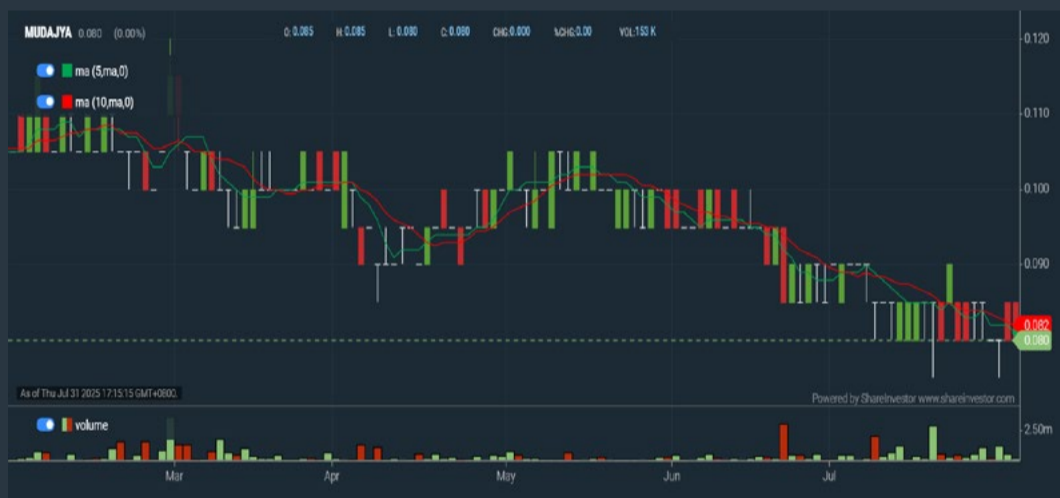 MUDAJYA 0.080 (0.00%) O: 0.085 H: 0.085 L: 0.080 C: 0.080 CHG:0.000 %CHG:0.00 VOL:153 K
ma (5,ma,0)
ma (10,ma,0)
0.120
0.110
0.100
0.090
0.082
0.080
As of Thu Jul 31 2025 17:15:15 GMT+0800.
Powered by ShareInvestor www.shareinvestor.com
volume
2.50m
Mar Apr May Jun Jul